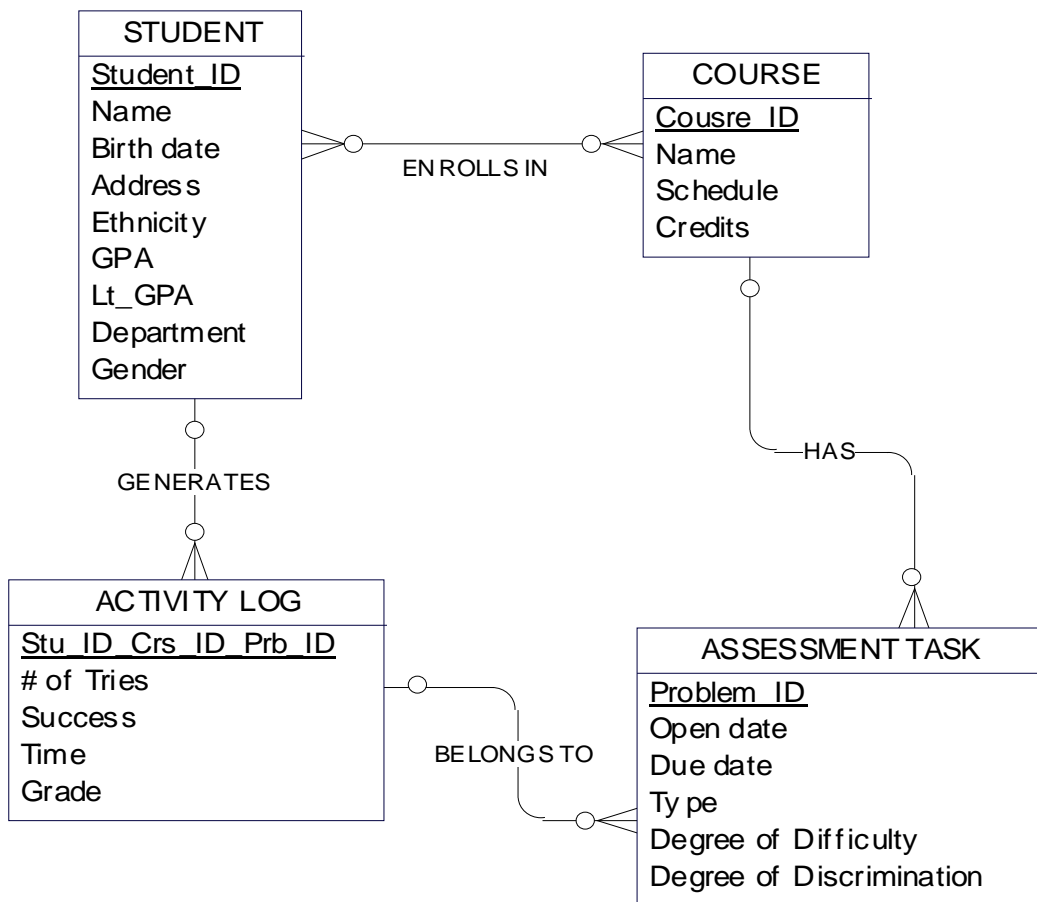 STUDENT
Student_ID
Name
Birth date
Address
Ethnicity
GPA
Lt_GPA
Department
Gender
ENROLLS IN
COURSE
Cousre_ID
Name
Schedule
Credits
GENERATES
HAS
ACTIVITY LOG
Stu_ID_Crs_ID_Prb_ID
# of Tries
Success
Time
Grade
BELONGS TO
ASSESSMENT TASK
Problem_ID
Open date
Due date
Type
Degree of Difficulty
Degree of Discrimination